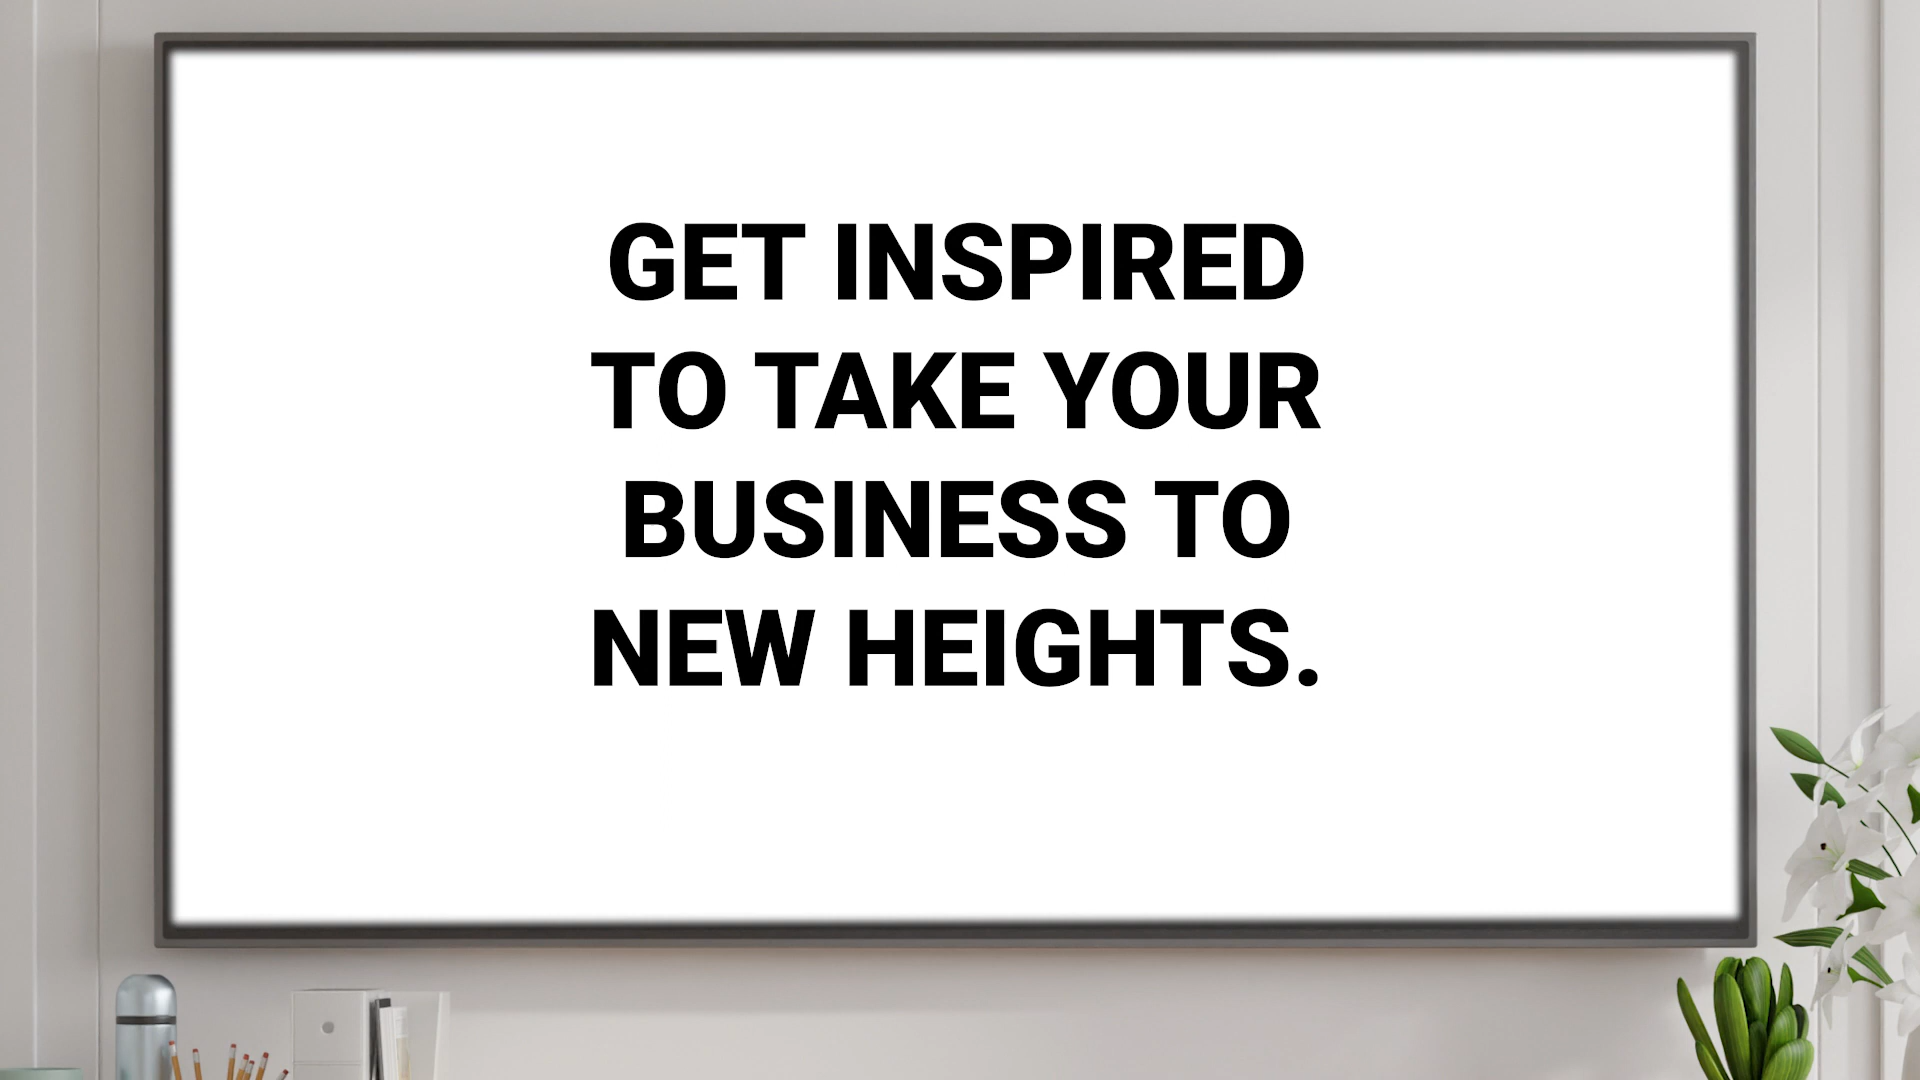 GET INSPIRED
TO TAKE YOUR
BUSINESS TO
NEW HEIGHTS.